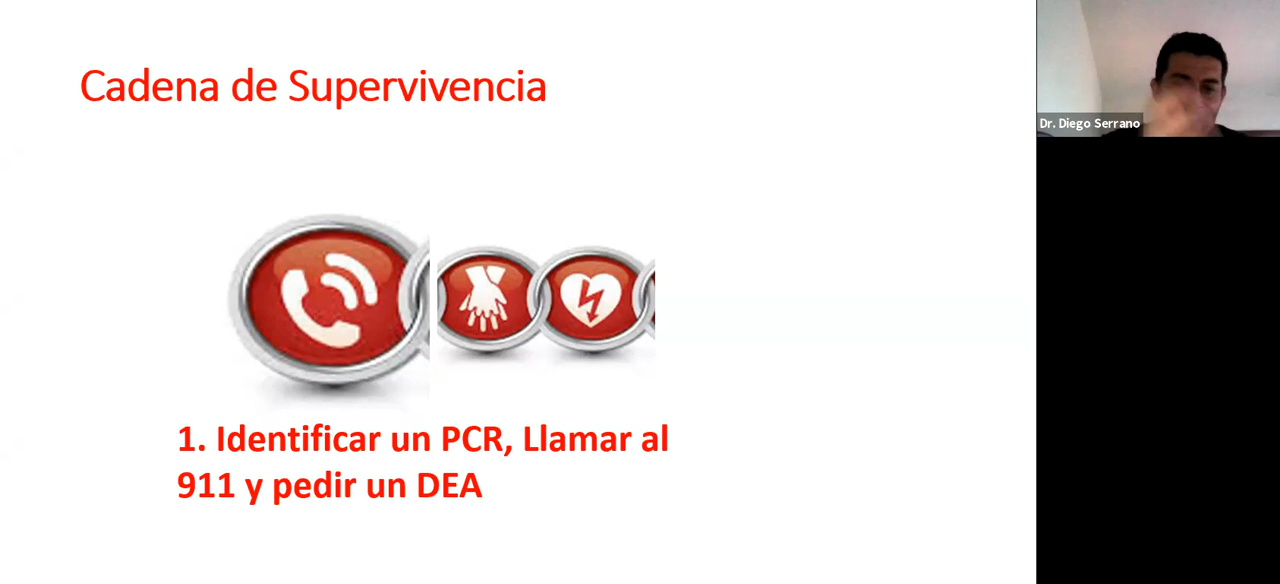 Cadena de Supervivencia
Dr. Diego Serrano
1. Identificar un PCR, Llamar al
911 y pedir un DEA